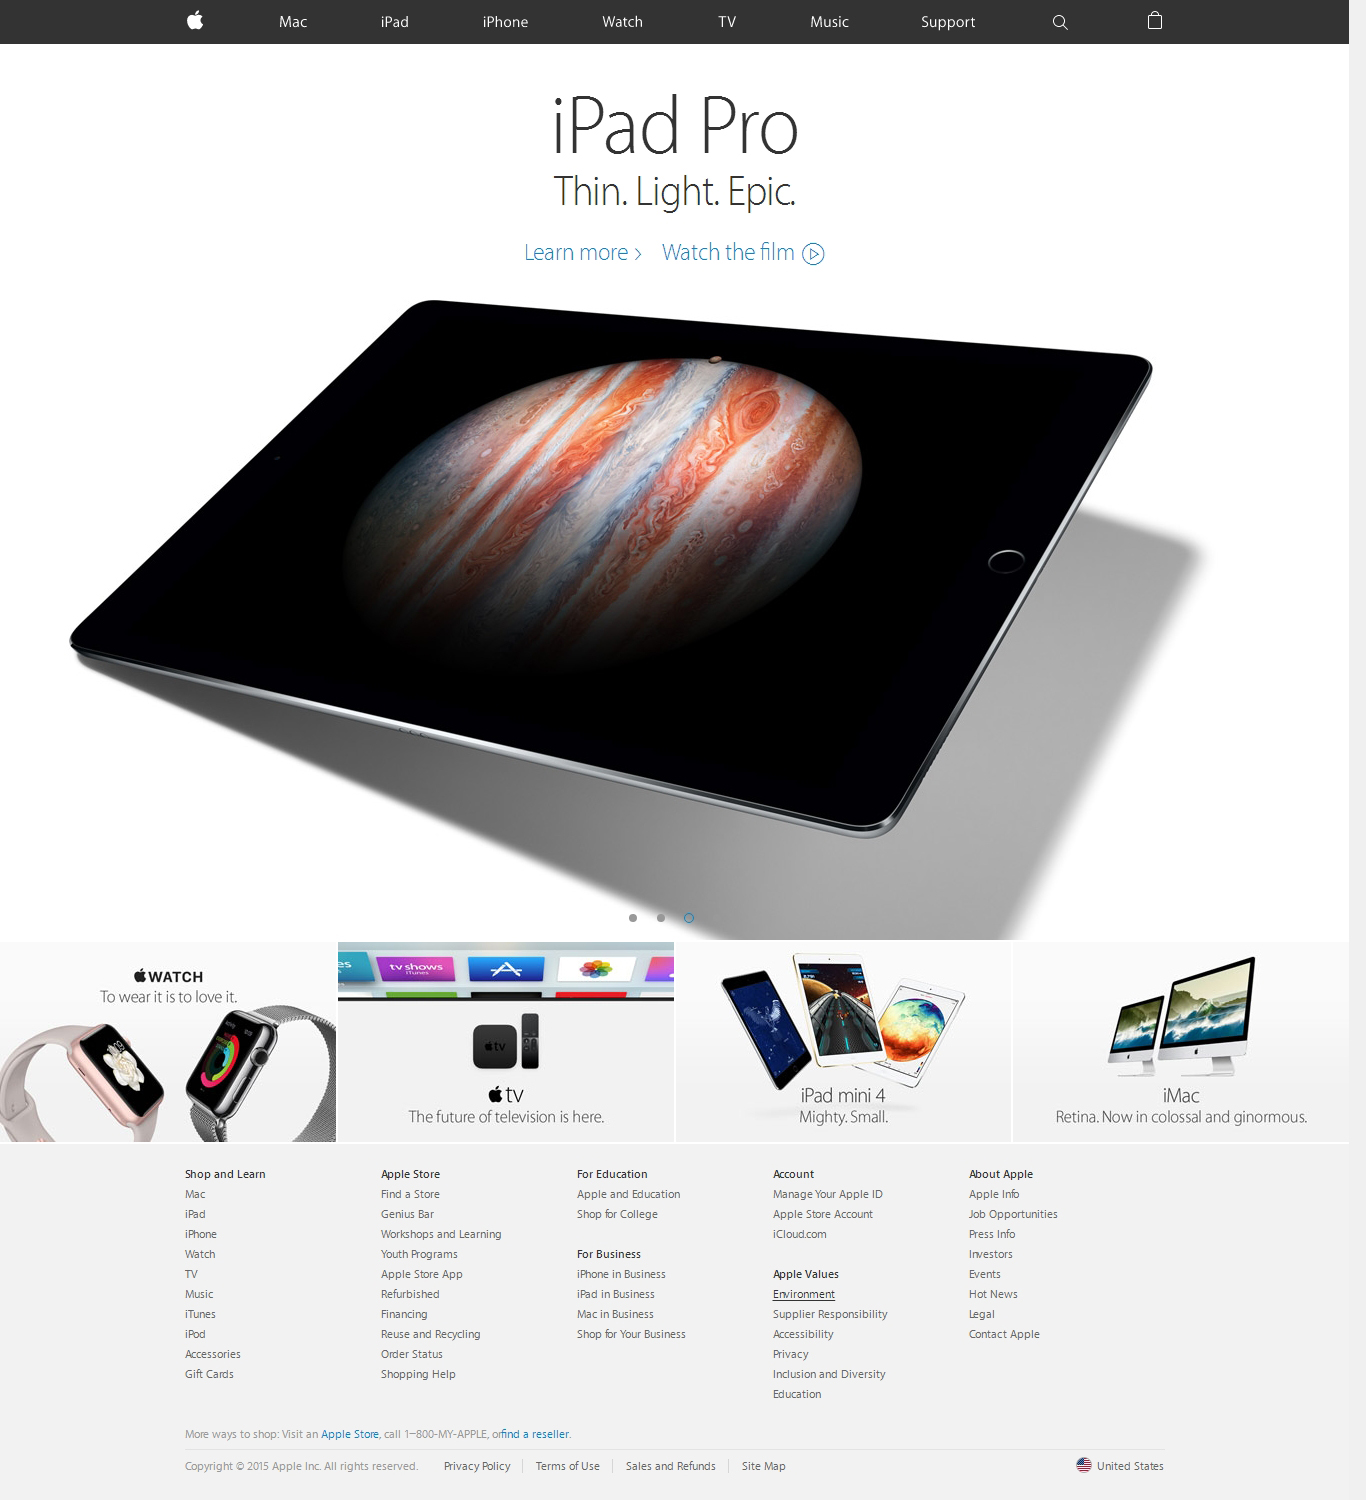 Mac iPad iPhone Watch TV Music Support
iPad Pro
Thin. Light. Epic.
Learn more › Watch the film
WATCH
To wear it is to love it.
tv shows
iTunes
tv
tv
The future of television is here.
iPad mini 4
Mighty. Small.
iMac
Retina. Now in colossal and ginormous.
Shop and Learn
Mac
iPad
iPhone
Watch
TV
Music
iTunes
iPod
Accessories
Gift Cards
Apple Store
Find a Store
Genius Bar
Workshops and Learning
Youth Programs
Apple Store App
Refurbished
Financing
Reuse and Recycling
Order Status
Shopping Help
For Education
Apple and Education
Shop for College
For Business
iPhone in Business
iPad in Business
Mac in Business
Shop for Your Business
Account
Manage Your Apple ID
Apple Store Account
iCloud.com
Apple Values
Environment
Supplier Responsibility
Accessibility
Privacy
Inclusion and Diversity
Education
About Apple
Apple Info
Job Opportunities
Press Info
Investors
Events
Hot News
Legal
Contact Apple
More ways to shop: Visit an Apple Store, call 1-800-MY-APPLE, orfind a reseller.
Copyright © 2015 Apple Inc. All rights reserved. Privacy Policy Terms of Use Sales and Refunds Site Map United States